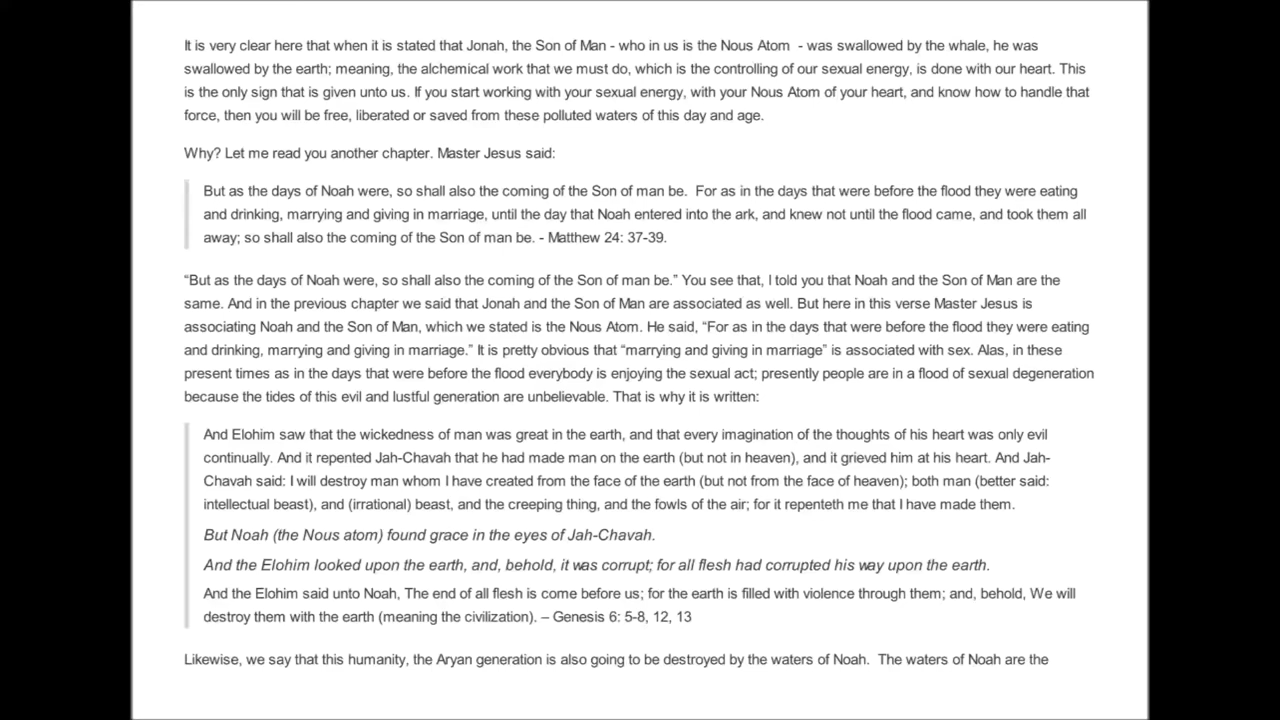 It is very clear here that when it is stated that Jonah, the Son of Man - who in us is the Nous Atom  - was swallowed by the whale, he was
swallowed by the earth; meaning, the alchemical work that we must do, which is the controlling of our sexual energy, is done with our heart. This
is the only sign that is given unto us. If you start working with your sexual energy, with your Nous Atom of your heart, and know how to handle that
force, then you will be free, liberated or saved from these polluted waters of this day and age.
Why? Let me read you another chapter. Master Jesus said:
But as the days of Noah were, so shall also the coming of the Son of man be.  For as in the days that were before the flood they were eating
and drinking, marrying and giving in marriage, until the day that Noah entered into the ark, and knew not until the flood came, and took them all
away; so shall also the coming of the Son of man be. - Matthew 24: 37-39.
“But as the days of Noah were, so shall also the coming of the Son of man be.” You see that, I told you that Noah and the Son of Man are the
same. And in the previous chapter we said that Jonah and the Son of Man are associated as well. But here in this verse Master Jesus is
associating Noah and the Son of Man, which we stated is the Nous Atom. He said, “For as in the days that were before the flood they were eating
and drinking, marrying and giving in marriage.” It is pretty obvious that “marrying and giving in marriage” is associated with sex. Alas, in these
present times as in the days that were before the flood everybody is enjoying the sexual act; presently people are in a flood of sexual degeneration
because the tides of this evil and lustful generation are unbelievable. That is why it is written:
And Elohim saw that the wickedness of man was great in the earth, and that every imagination of the thoughts of his heart was only evil
continually. And it repented Jah-Chavah that he had made man on the earth (but not in heaven), and it grieved him at his heart. And Jah-
Chavah said: I will destroy man whom I have created from the face of the earth (but not from the face of heaven); both man (better said:
intellectual beast), and (irrational) beast, and the creeping thing, and the fowls of the air; for it repenteth me that I have made them.
But Noah (the Nous atom) found grace in the eyes of Jah-Chavah.
And the Elohim looked upon the earth, and, behold, it was corrupt; for all flesh had corrupted his way upon the earth.
And the Elohim said unto Noah, The end of all flesh is come before us; for the earth is filled with violence through them; and, behold, We will
destroy them with the earth (meaning the civilization). – Genesis 6: 5-8, 12, 13
Likewise, we say that this humanity, the Aryan generation is also going to be destroyed by the waters of Noah.  The waters of Noah are the